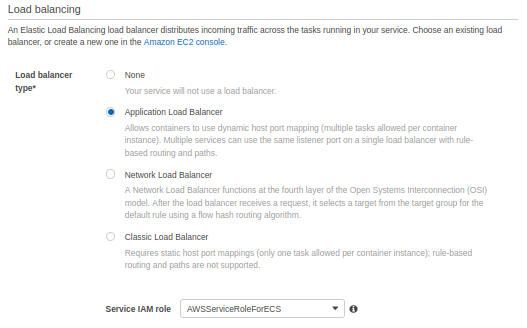 Load balancing
An Elastic Load Balancing load balancer distributes incoming traffic across the tasks running in your service. Choose an existing load
balancer, or create a new one in the Amazon EC2 console.
Load balancer
type*
None
Your service will not use a load balancer.
Application Load Balancer
Allows containers to use dynamic host port mapping (multiple tasks allowed per container
instance). Multiple services can use the same listener port on a single load balancer with rule-
based routing and paths.
Network Load Balancer
A Network Load Balancer functions at the fourth layer of the Open Systems Interconnection (OSI)
model. After the load balancer receives a request, it selects a target from the target group for the
default rule using a flow hash routing algorithm.
Classic Load Balancer
Requires static host port mappings (only one task allowed per container instance); rule-based
routing and paths are not supported.
Service IAM role
AWSServiceRoleForECS